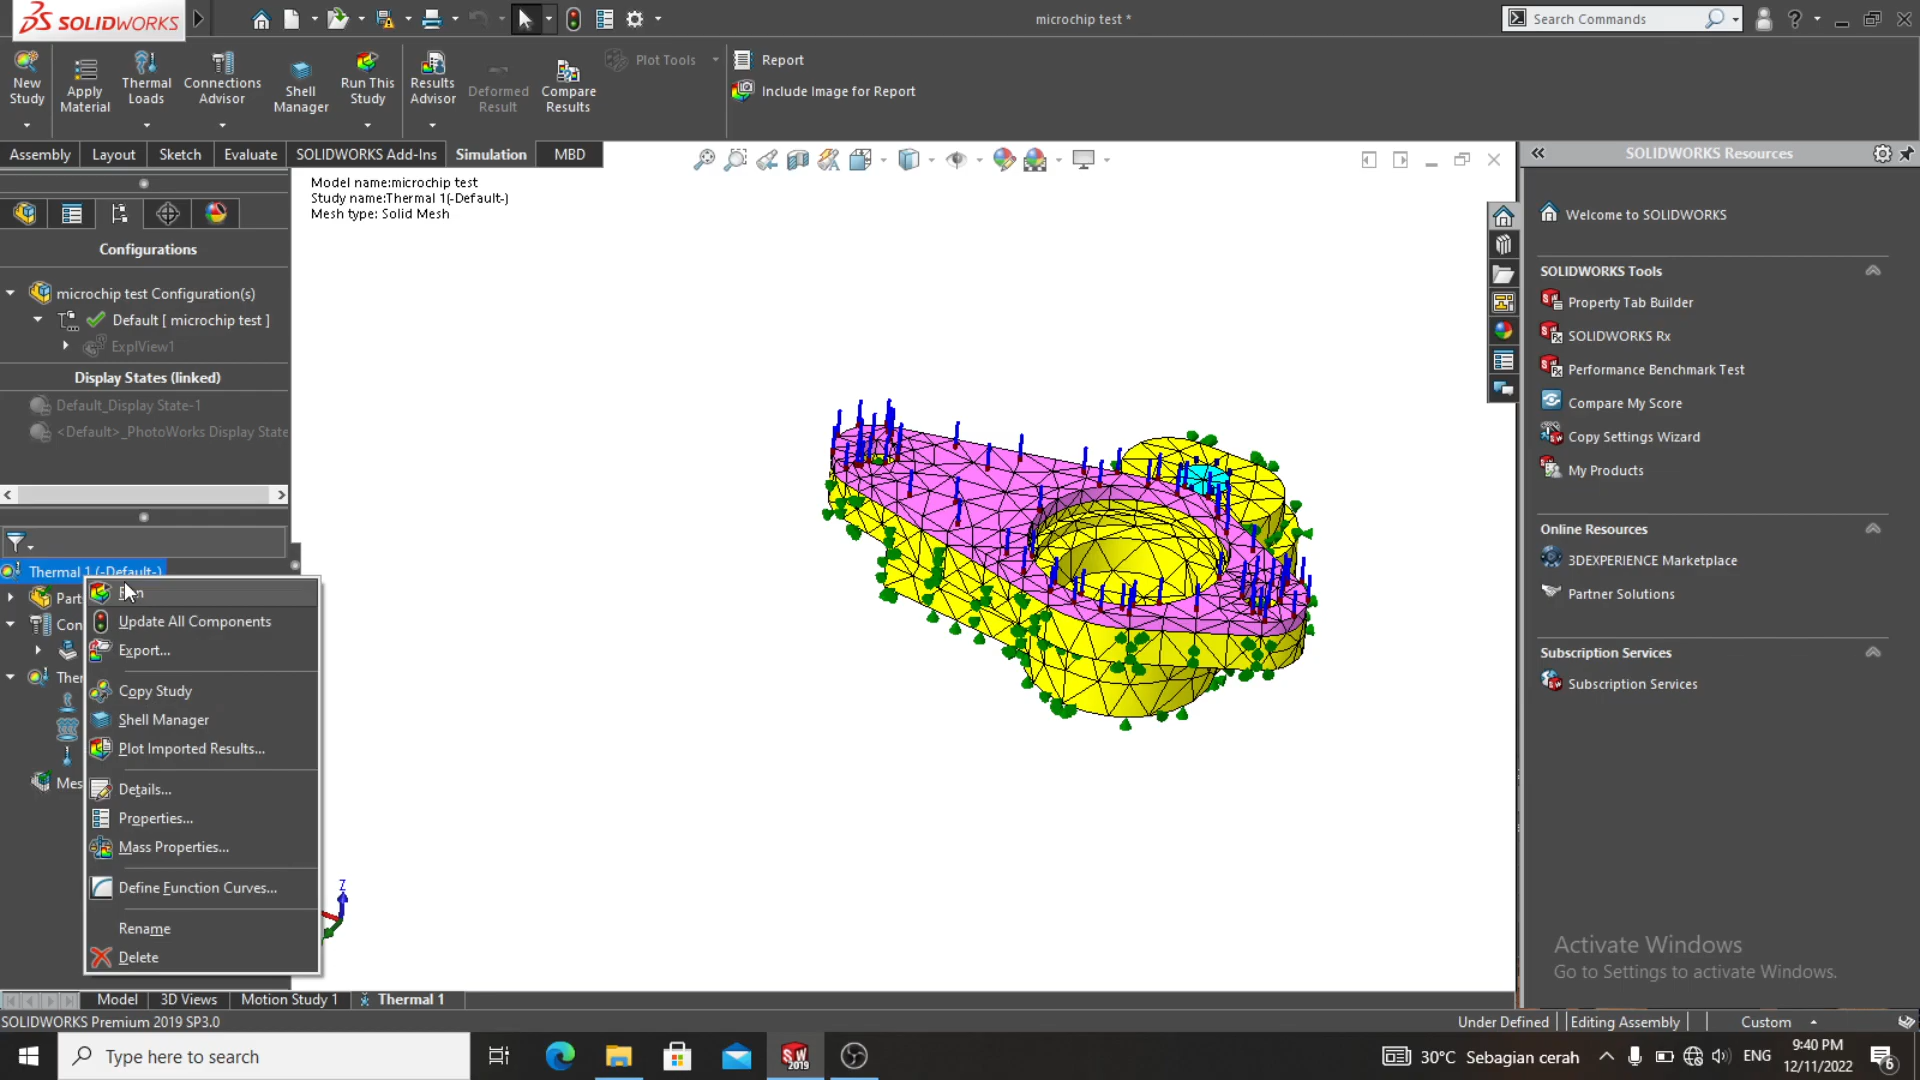 SOLIDWORKS
microchip test *
Search Commands
New Study
Apply Material
Thermal Loads
Connections Advisor
Shell Manager
Run This Study
Results Advisor
Deformed Result
Compare Results
Plot Tools
Report
Include Image for Report
Assembly
Layout
Sketch
Evaluate
SOLIDWORKS Add-Ins
Simulation
MBD
SOLIDWORKS Resources
Model name:microchip test
Study name:Thermal 1(-Default-)
Mesh type: Solid Mesh
Configurations
microchip test Configuration(s)
Default [ microchip test ]
ExplView1
Display States (linked)
Default_Display State-1
<Default>_PhotoWorks Display State
Thermal 1 (-Default-)
Part
Con
Ther
Mes
Update All Components
Export...
Copy Study
Shell Manager
Plot Imported Results...
Details...
Properties...
Mass Properties...
Define Function Curves...
Rename
Delete
Z
Welcome to SOLIDWORKS
SOLIDWORKS Tools
Property Tab Builder
SOLIDWORKS Rx
Performance Benchmark Test
Compare My Score
Copy Settings Wizard
My Products
Online Resources
3DEXPERIENCE Marketplace
Partner Solutions
Subscription Services
Subscription Services
Activate Windows
Go to Settings to activate Windows.
Model
3D Views
Motion Study 1
Thermal 1
SOLIDWORKS Premium 2019 SP3.0
Under Defined
Editing Assembly
Custom
Type here to search
SW
2019
30°C Sebagian cerah
ENG
9:40 PM
12/11/2022
6